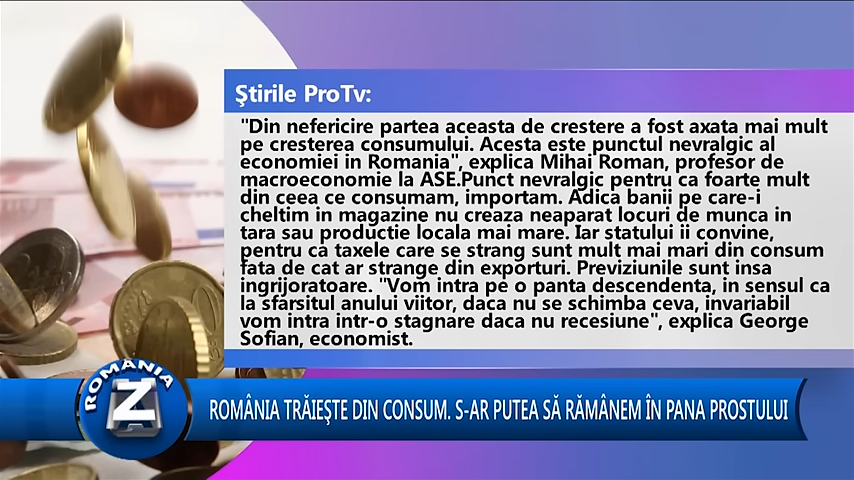 Ştirile ProTv:
"Din nefericire partea aceasta de crestere a fost axata mai mult
pe cresterea consumului. Acesta este punctul nevralgic al
economiei in Romania", explica Mihai Roman, profesor de
macroeconomie la ASE.Punct nevralgic pentru ca foarte mult
din ceea ce consumam, importam. Adica banii pe care-i
cheltim in magazine nu creaza neaparat locuri de munca in
tara sau productie locala mai mare. Iar statului ii convine,
pentru ca taxele care se strang sunt mult mai mari din consum
fata de cat ar strange din exporturi. Previziunile sunt insa
ingrijoratoare. "Vom intra pe o panta descendenta, in sensul ca
la sfarsitul anului viitor, daca nu se schimba ceva, invariabil
vom intra intr-o stagnare daca nu recesiune", explica George
Sofian, economist.
ROMANIA
Z
ROMÂNIA TRĂIEŞTE DIN CONSUM. S-AR PUTEA SĂ RĂMÂNEM ÎN PANA PROSTULUI